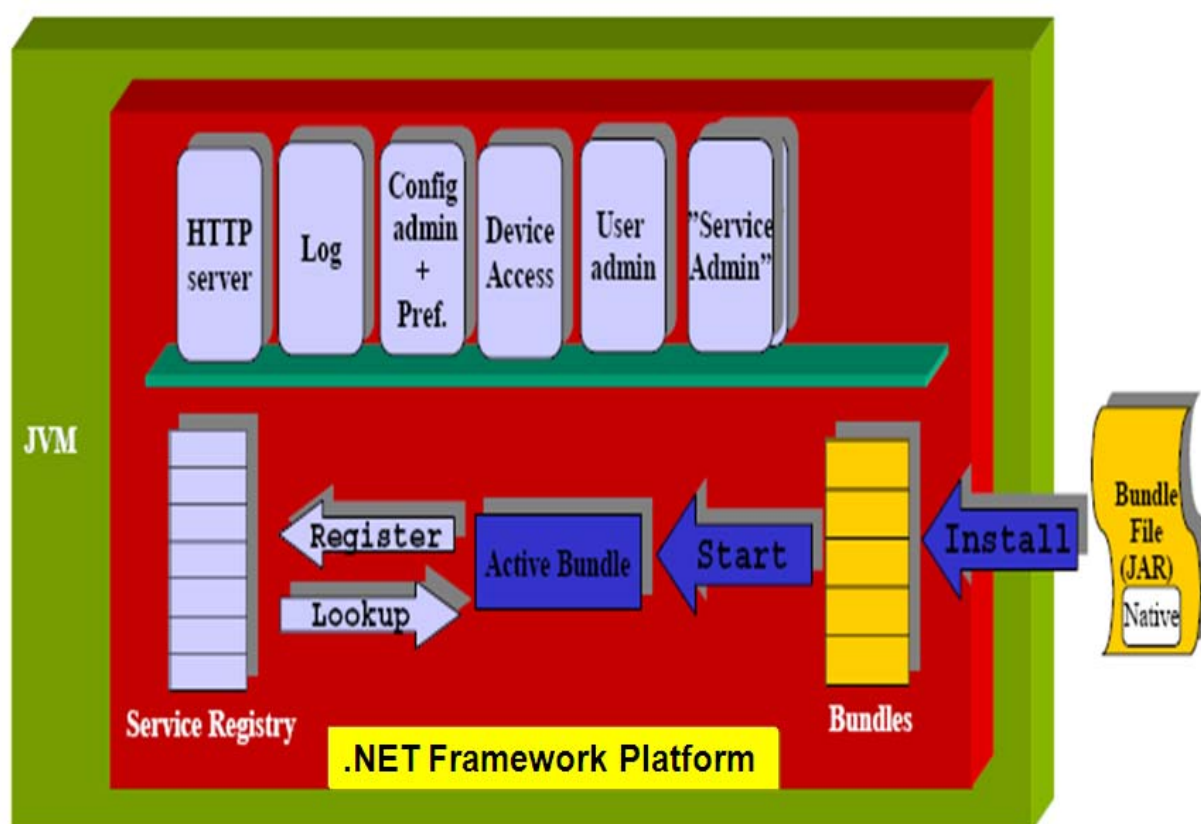 HTTP
server
Log
Config
admin
+
Pref.
Device
Access
User
admin
"Service
Admin"
JVM
Register
Lookup
Active Bundle
Start
Install
Bundle
File
(JAR)
Native
Service Registry
Bundles
.NET Framework Platform